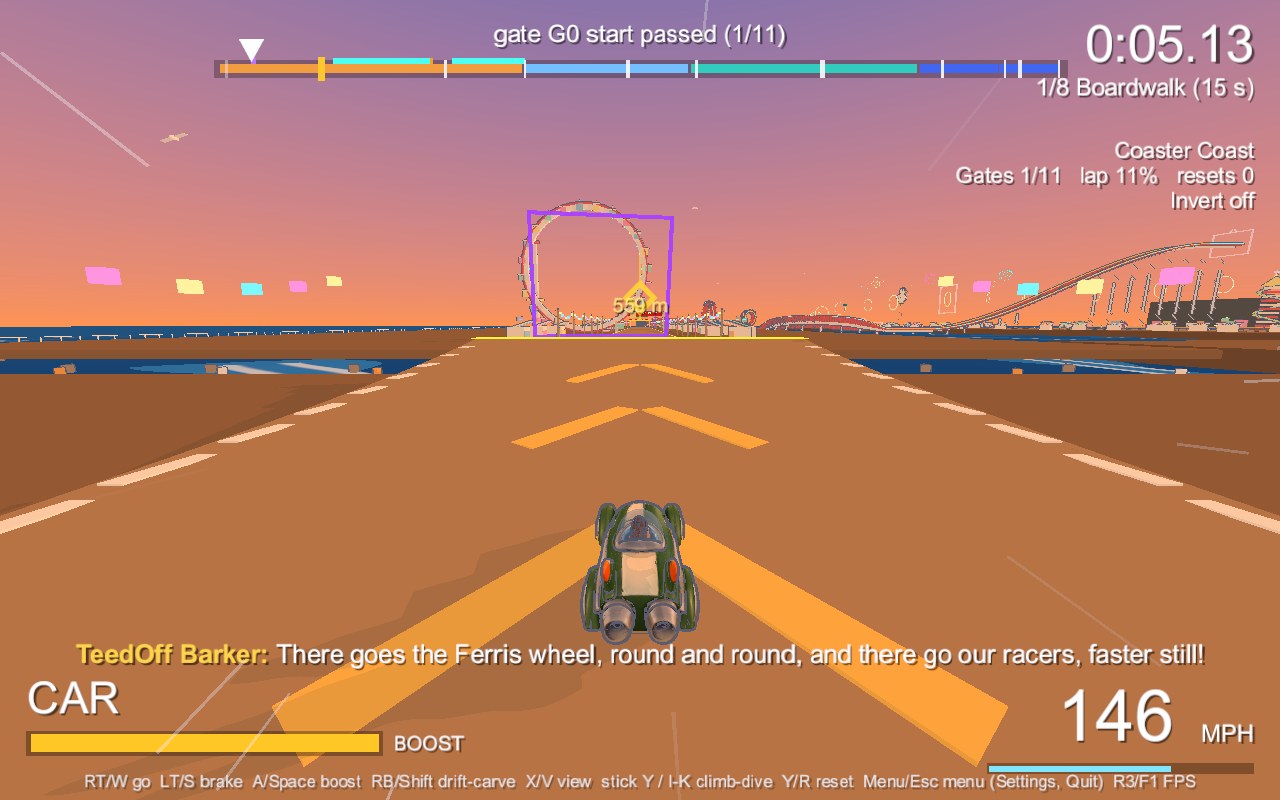 gate G0 start passed (1/11)
0:05.13
1/8 Boardwalk (15 s)
Coaster Coast
Gates 1/11 lap 11% resets 0
Invert off
559 m
TeedOff Barker: There goes the Ferris wheel, round and round, and there go our racers, faster still!
CAR
BOOST
146 MPH
RT/W go LT/S brake A/Space boost RB/Shift drift-carve X/V view stick Y / I-K climb-dive Y/R reset Menu/Esc menu (Settings, Quit) R3/F1 FPS